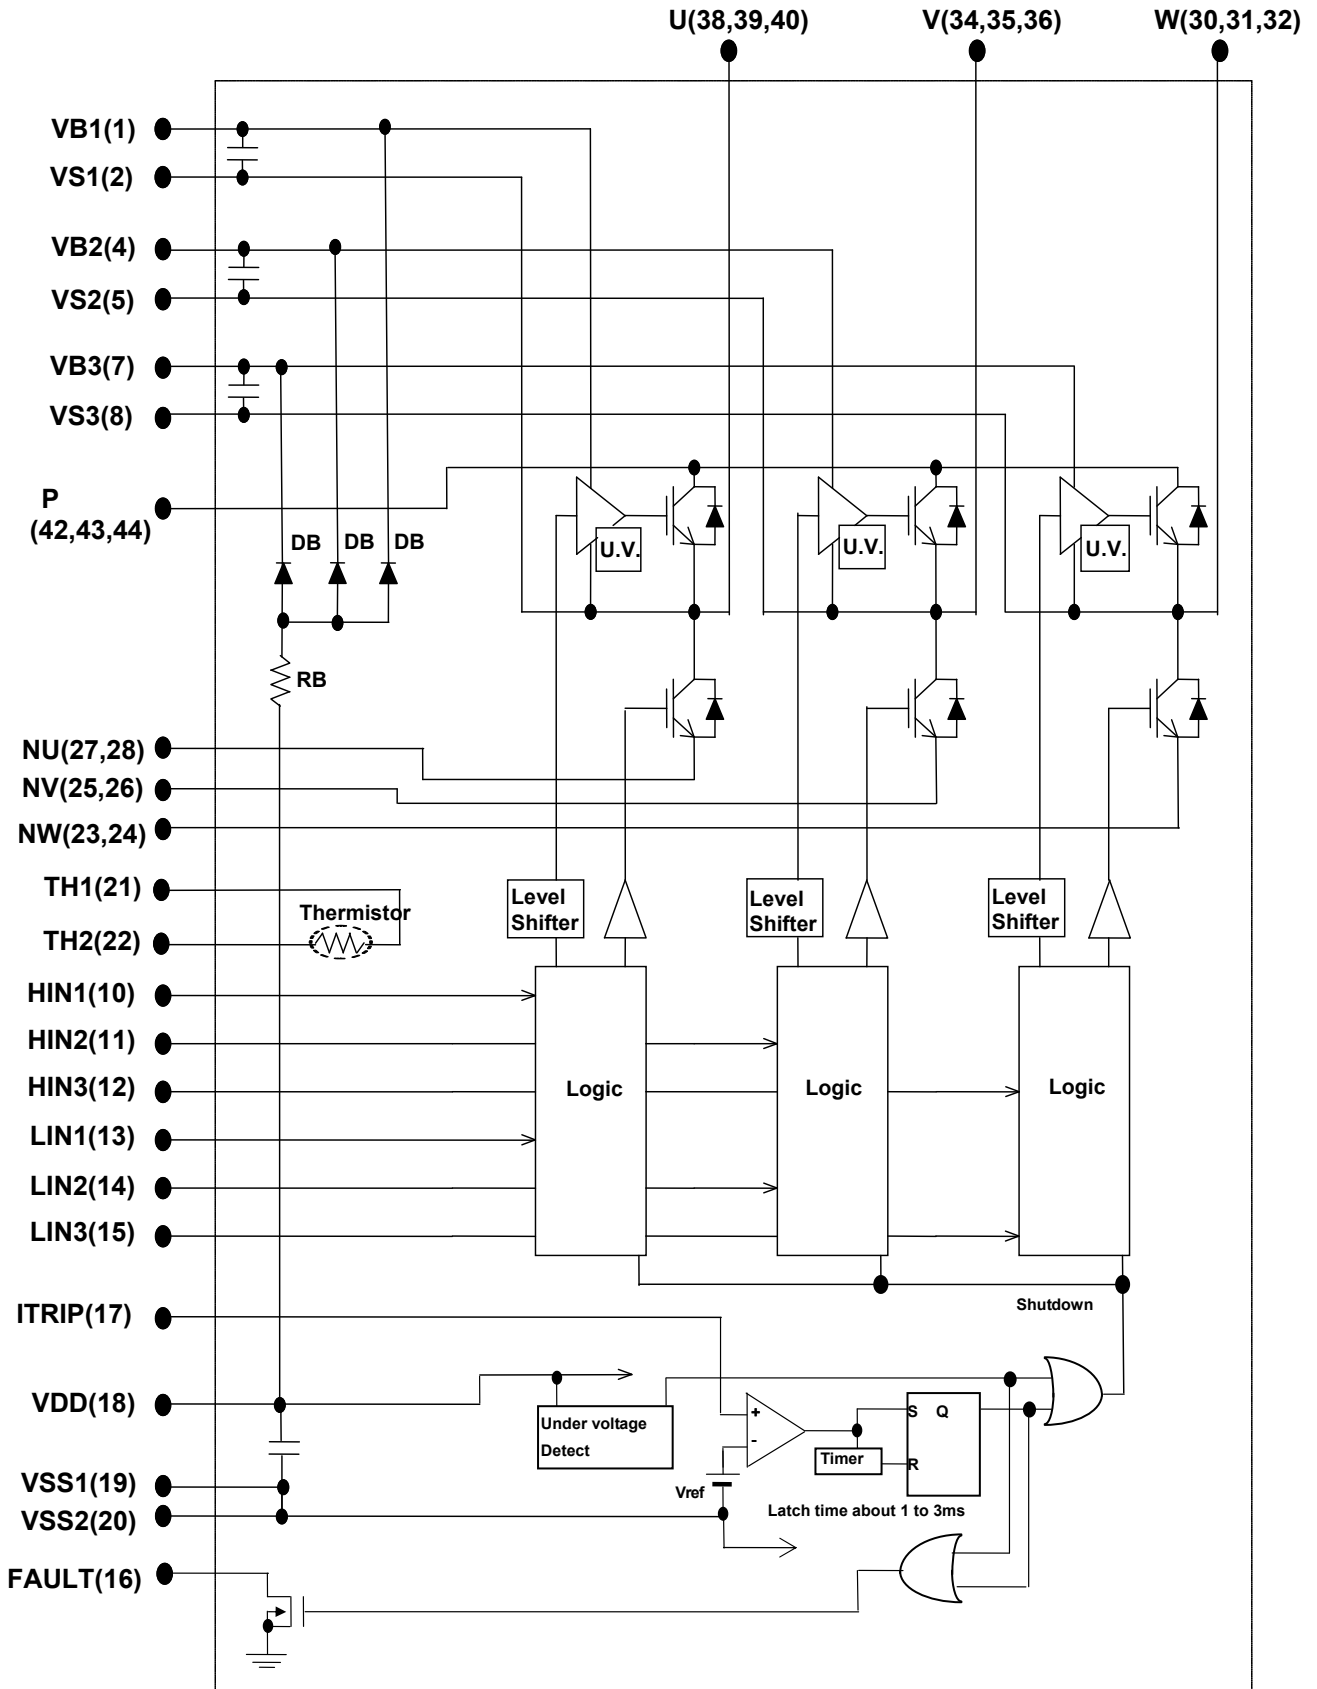 U(38,39,40) V(34,35,36) W(30,31,32)
VB1(1)
VS1(2)
VB2(4)
VS2(5)
VB3(7)
VS3(8)
P
(42,43,44)
DB DB DB
U.V. U.V. U.V.
RB
NU(27,28)
NV(25,26)
NW(23,24)
TH1(21)
Thermistor
TH2(22)
Level
Shifter
Level
Shifter
Level
Shifter
HIN1(10)
HIN2(11)
HIN3(12)
Logic Logic Logic
LIN1(13)
LIN2(14)
LIN3(15)
Shutdown
ITRIP(17)
VDD(18)
Under voltage
Detect
+
-
S Q
R
Timer
Vref
Latch time about 1 to 3ms
VSS1(19)
VSS2(20)
FAULT(16)